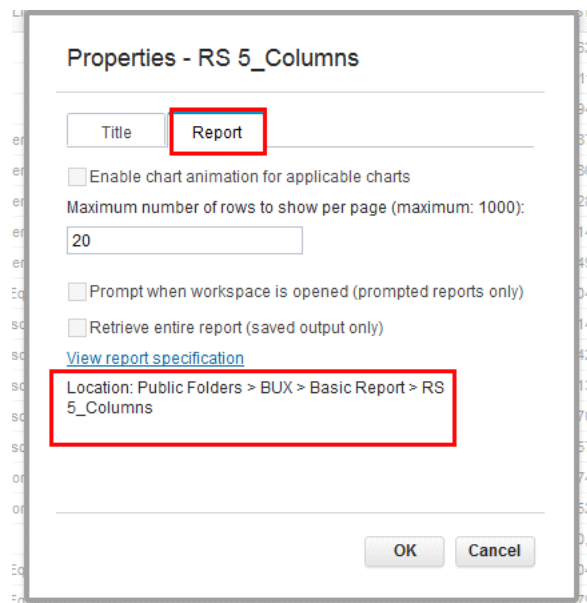 Properties - RS 5_Columns
Title
Report
Enable chart animation for applicable charts
Maximum number of rows to show per page (maximum: 1000):
20
Prompt when workspace is opened (prompted reports only)
Retrieve entire report (saved output only)
View report specification
Location: Public Folders > BUX > Basic Report > RS
5_Columns
OK
Cancel